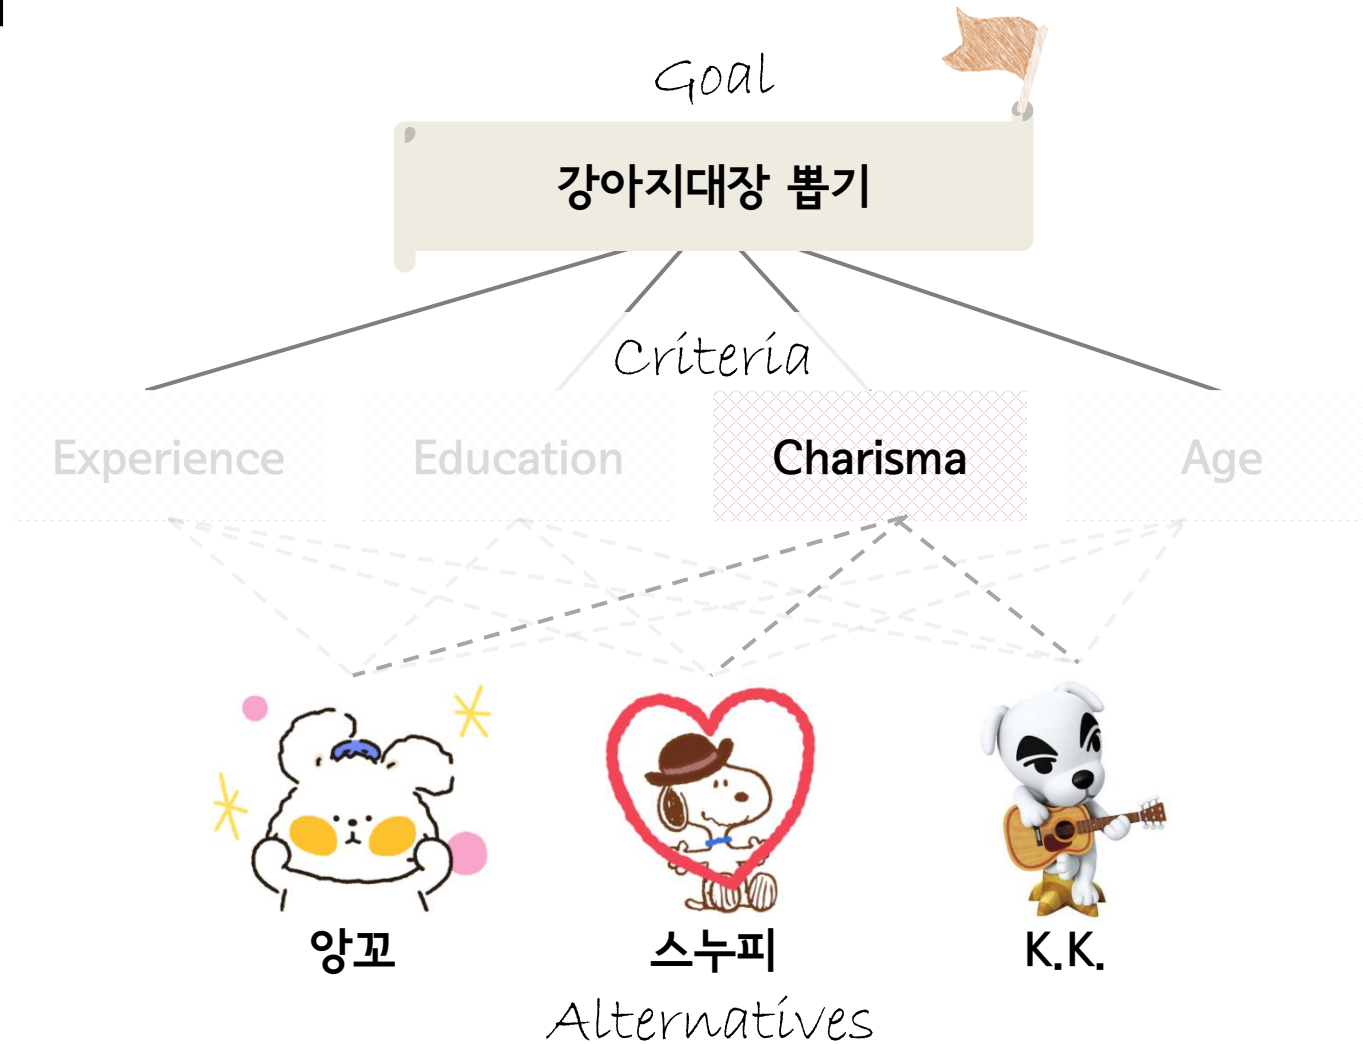 Goal
강아지대장 뽑기
Criteria
Experience Education Charisma Age
앙꼬 스누피 K.K.
Alternatives